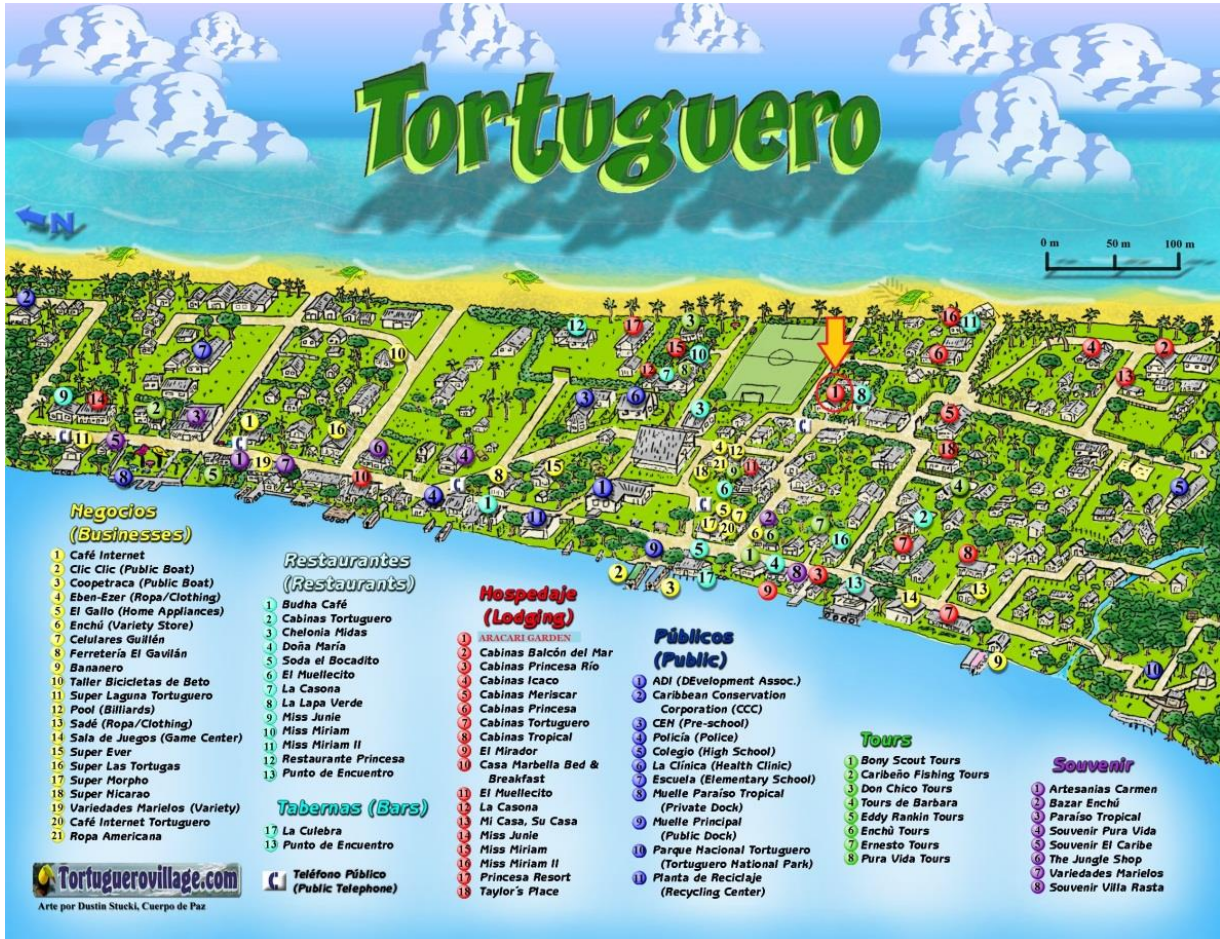 Tortuguero
N
0 m 50 m 100 m
Negocios
(Businesses)
1 Café Internet
2 Clic Clic (Public Boat)
3 Coopetraca (Public Boat)
4 Eben-Ezer (Ropa/Clothing)
5 El Gallo (Home Appliances)
6 Enchú (Variety Store)
7 Celulares Guillén
8 Ferretería El Gavilán
9 Bananero
10 Taller Bicicletas de Beto
11 Super Laguna Tortuguero
12 Pool (Billiards)
13 Sadé (Ropa/Clothing)
14 Sala de Juegos (Game Center)
15 Super Ever
16 Super Las Tortugas
17 Super Morpho
18 Super Nicarao
19 Variedades Marielos (Variety)
20 Café Internet Tortuguero
21 Ropa Americana
Restaurantes
(Restaurants)
1 Budha Café
2 Cabinas Tortuguero
3 Chelonia Midas
4 Doña María
5 Soda el Bocadito
6 El Muellecito
7 La Casona
8 La Lapa Verde
9 Miss Junie
10 Miss Miriam
11 Miss Miriam II
12 Restaurante Princesa
13 Punto de Encuentro
Tabernas (Bars)
17 La Culebra
13 Punto de Encuentro
Teléfono Público
(Public Telephone)
Hospedaje
(Lodging)
1 ARACARI GARDEN
2 Cabinas Balcón del Mar
3 Cabinas Princesa Río
4 Cabinas Icaco
5 Cabinas Meriscar
6 Cabinas Princesa
7 Cabinas Tortuguero
8 Cabinas Tropical
9 El Mirador
10 Casa Marbella Bed &
Breakfast
11 El Muellecito
12 La Casona
13 Mi Casa, Su Casa
14 Miss Junie
15 Miss Miriam
16 Miss Miriam II
17 Princesa Resort
18 Taylor´s Place
Públicos
(Public)
1 ADI (DEvelopment Assoc.)
2 Caribbean Conservation
Corporation (CCC)
3 CEN (Pre-school)
4 Policía (Police)
5 Colegio (High School)
6 La Clínica (Health Clinic)
7 Escuela (Elementary School)
8 Muelle Paraíso Tropical
(Private Dock)
9 Muelle Principal
(Public Dock)
10 Parque Nacional Tortuguero
(Tortuguero National Park)
11 Planta de Reciclaje
(Recycling Center)
Tours
1 Bony Scout Tours
2 Caribeño Fishing Tours
3 Don Chico Tours
4 Tours de Barbara
5 Eddy Rankin Tours
6 Enchù Tours
7 Ernesto Tours
8 Pura Vida Tours
Souvenir
1 Artesanias Carmen
2 Bazar Enchú
3 Paraíso Tropical
4 Souvenir Pura Vida
5 Souvenir El Caribe
6 The Jungle Shop
7 Variedades Marielos
8 Souvenir Villa Rasta
Tortuguerovillage.com
Arte por Dustin Stucki, Cuerpo de Paz